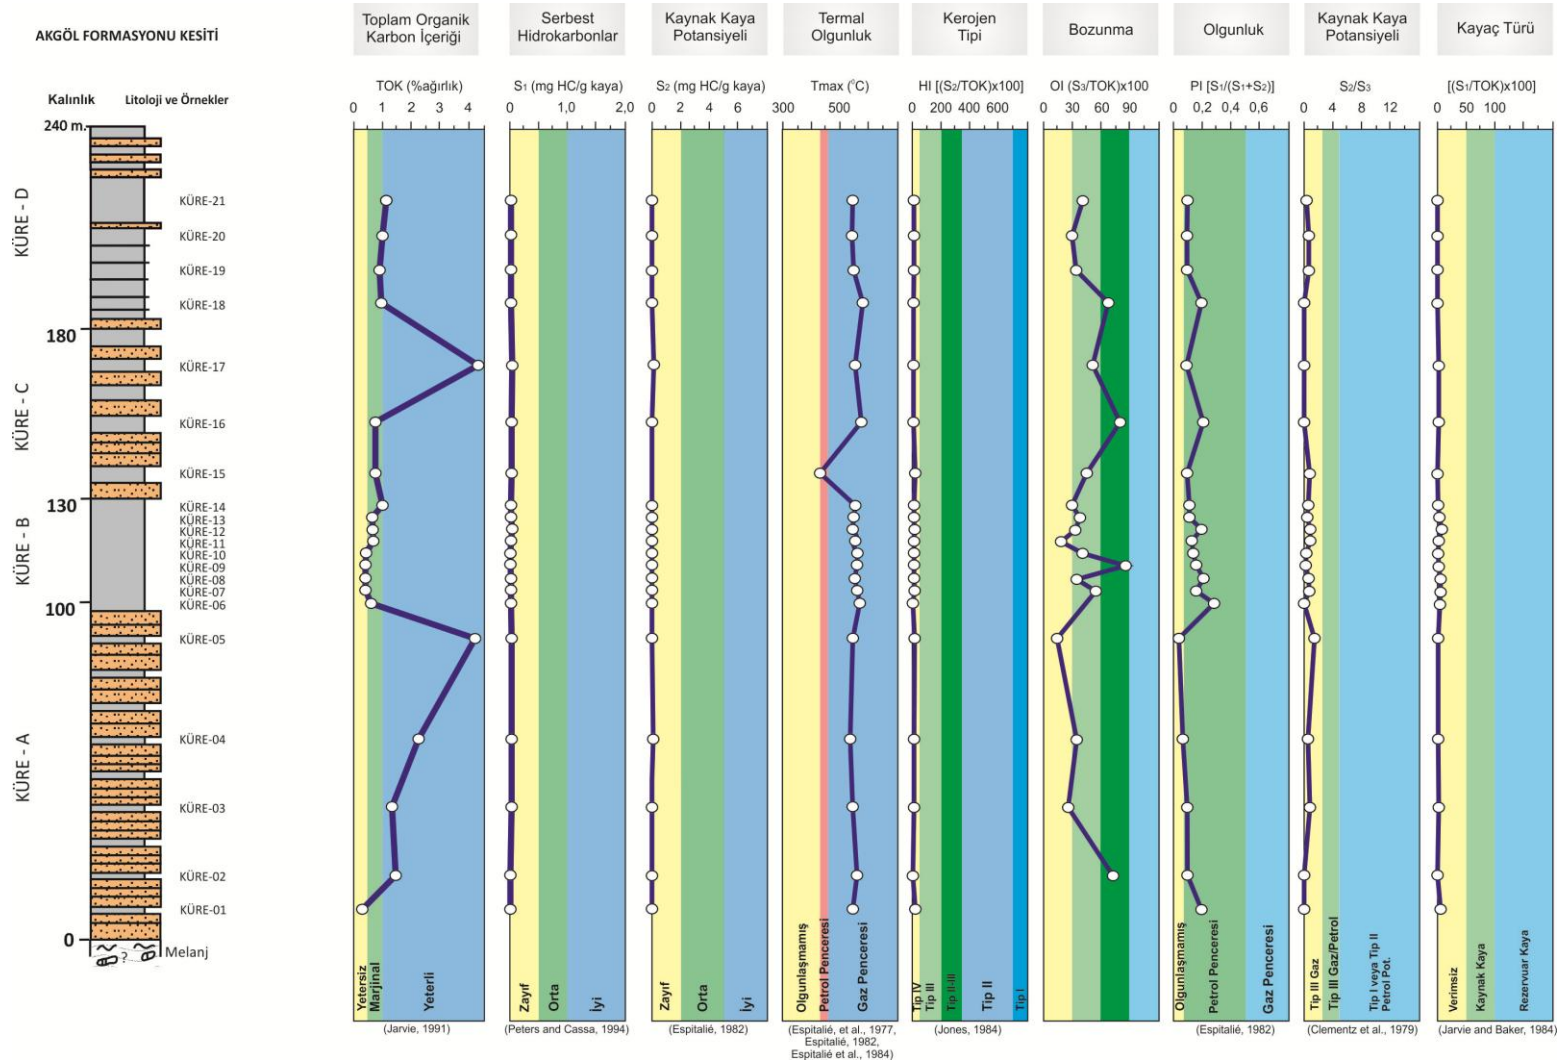 AKGÖL FORMASYONU KESİTİ
Toplam Organik
Karbon İçeriği
Serbest
Hidrokarbonlar
Kaynak Kaya
Potansiyeli
Termal
Olgunluk
Kerojen
Tipi
Bozunma
Olgunluk
Kaynak Kaya
Potansiyeli
Kayaç Türü
Kalınlık
Litoloji ve Örnekler
TOK (%ağırlık)
0 1 2 3 4
S1 (mg HC/g kaya)
0 1,0 2,0
S2 (mg HC/g kaya)
0 2 4 6
Tmax (°C)
300 500
HI [(S2/TOK)x100]
0 200 400 600
OI (S3/TOK)x100
0 30 60 90
PI [S1/(S1+S2)]
0 0,2 0,4 0,6
S2/S3
0 4 8 12
[(S1/TOK)x100]
0 50 100
240 m.
180
130
100
0
KÜRE - D
KÜRE - C
KÜRE - B
KÜRE - A
KÜRE-21
KÜRE-20
KÜRE-19
KÜRE-18
KÜRE-17
KÜRE-16
KÜRE-15
KÜRE-14
KÜRE-13
KÜRE-12
KÜRE-11
KÜRE-10
KÜRE-09
KÜRE-08
KÜRE-07
KÜRE-06
KÜRE-05
KÜRE-04
KÜRE-03
KÜRE-02
KÜRE-01
?
Melanj
Yetersiz
Marjinal
Yeterli
(Jarvie, 1991)
Zayıf
Orta
İyi
(Peters and Cassa, 1994)
Zayıf
Orta
İyi
(Espitalié, 1982)
Olgunlaşmamış
Petrol Penceresi
Gaz Penceresi
(Espitalié, et al., 1977,
Espitalié, 1982,
Espitalié et al., 1984)
Tip IV
Tip III
Tip II-III
Tip II
Tip I
(Jones, 1984)
Olgunlaşmamış
Petrol Penceresi
Gaz Penceresi
(Espitalié, 1982)
Tip III Gaz
Tip III Gaz/Petrol
Tip I veya Tip II
Petrol Pot.
(Clementz et al., 1979)
Verimsiz
Kaynak Kaya
Rezervuar Kaya
(Jarvie and Baker, 1984)